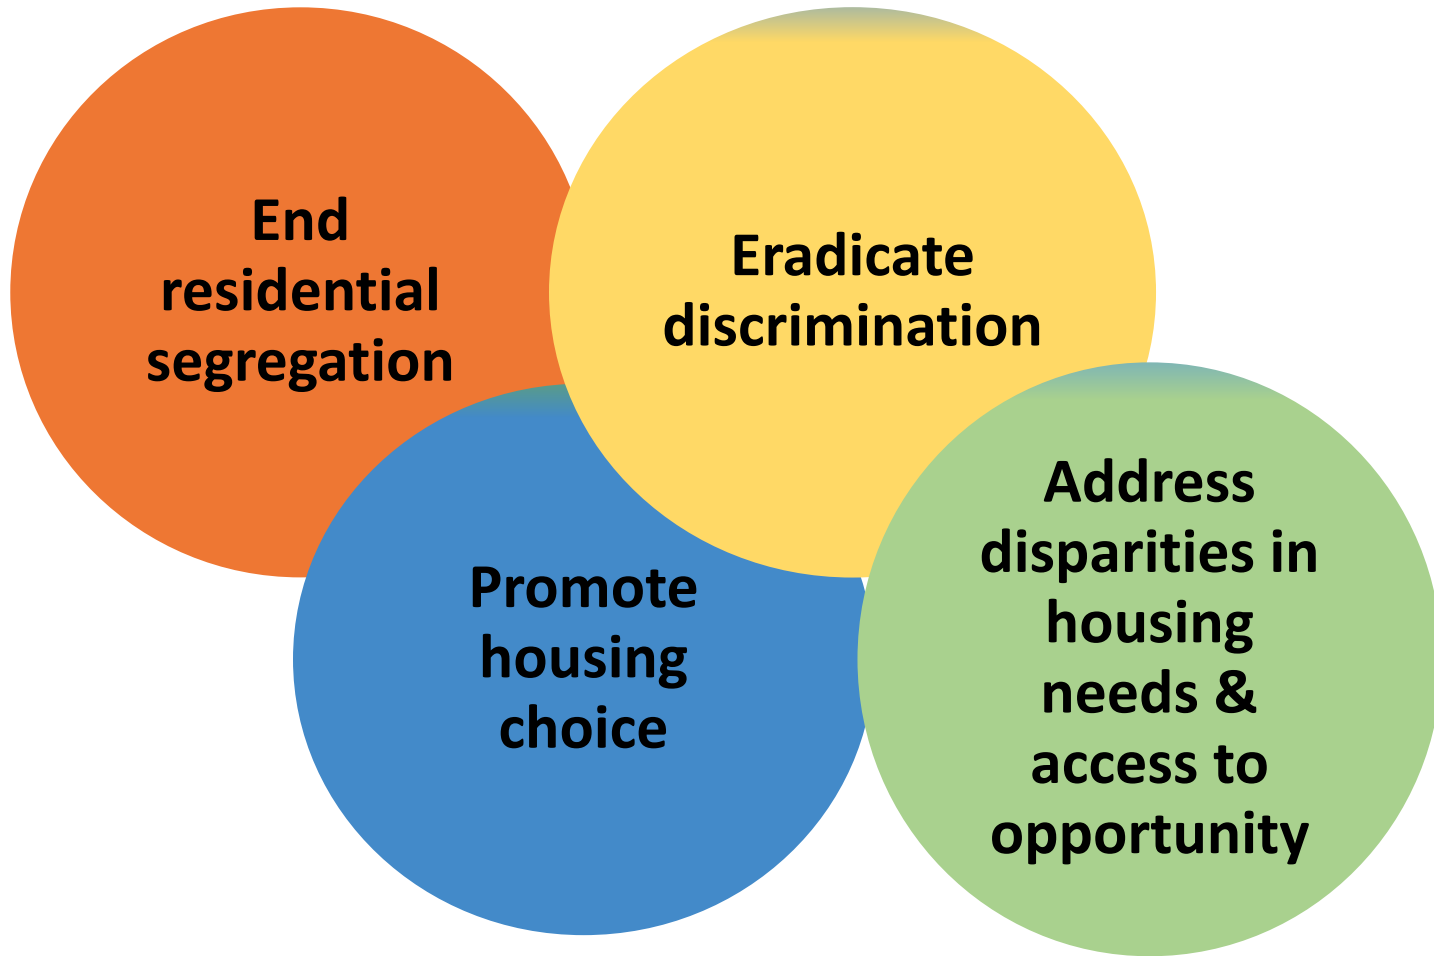 End
residential
segregation
Eradicate
discrimination
Promote
housing
choice
Address
disparities in
housing
needs &
access to
opportunity